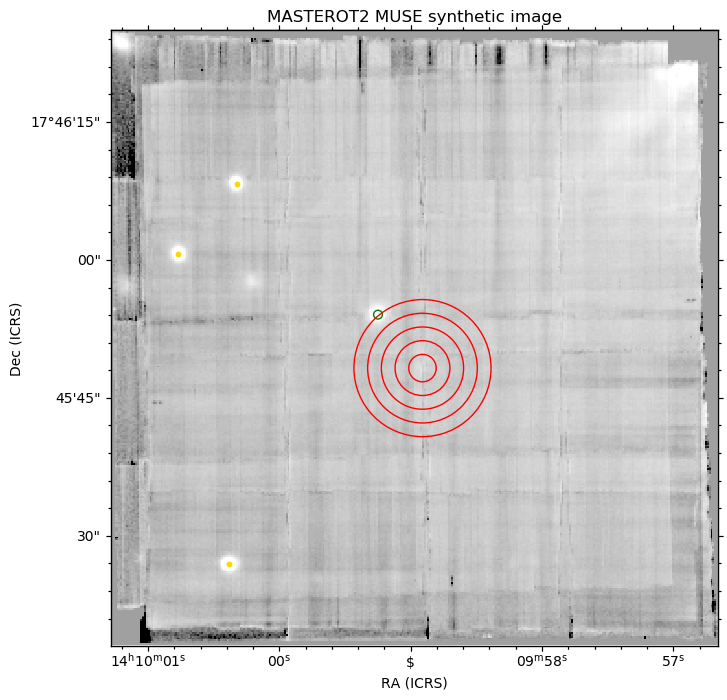 MASTEROT2 MUSE synthetic image
17°46'15"
00"
45'45"
30"
Dec (ICRS)
14h10m01s 00s $ 09m58s 57s
RA (ICRS)